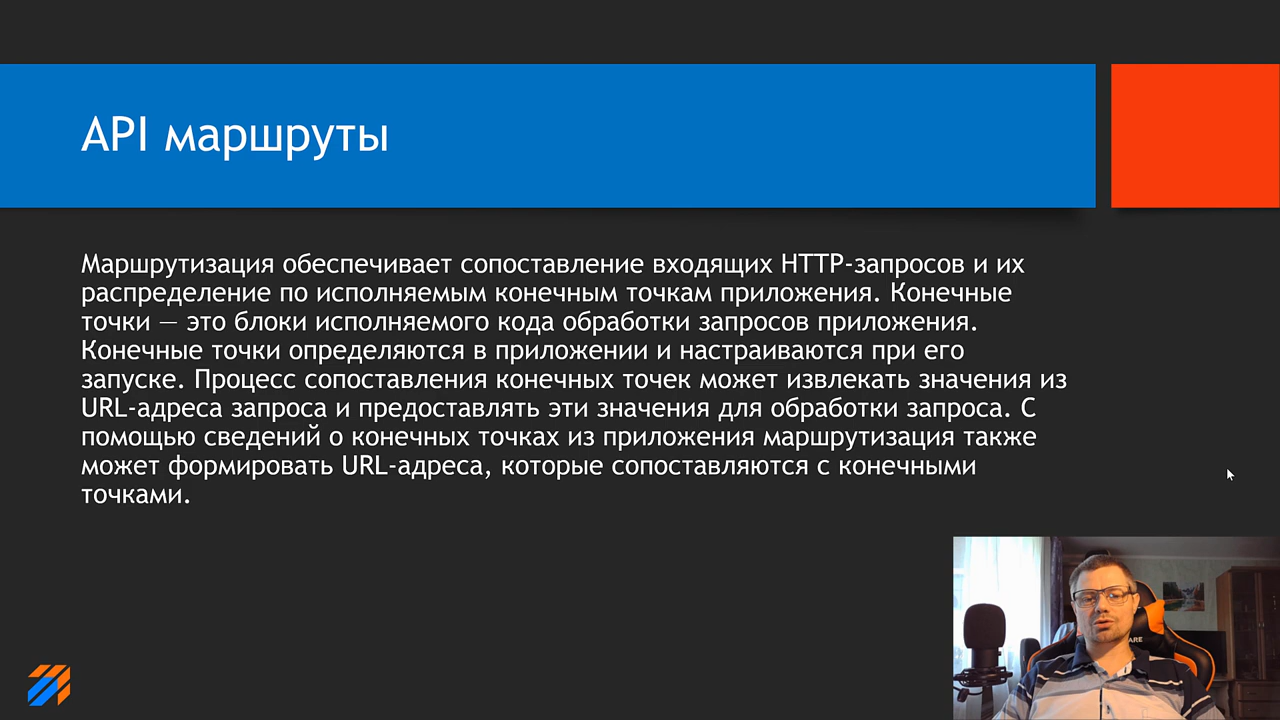 API маршруты
Маршрутизация обеспечивает сопоставление входящих HTTP-запросов и их
распределение по исполняемым конечным точкам приложения. Конечные
точки — это блоки исполняемого кода обработки запросов приложения.
Конечные точки определяются в приложении и настраиваются при его
запуске. Процесс сопоставления конечных точек может извлекать значения из
URL-адреса запроса и предоставлять эти значения для обработки запроса. С
помощью сведений о конечных точках из приложения маршрутизация также
может формировать URL-адреса, которые сопоставляются с конечными
точками.